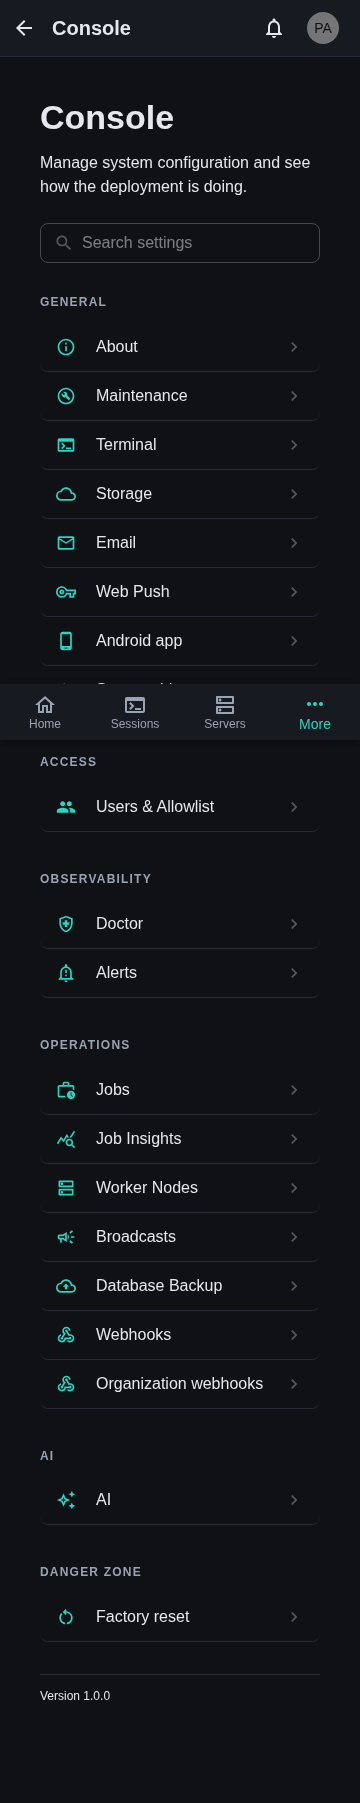 Console
PA
Console
Manage system configuration and see
how the deployment is doing.
Search settings
GENERAL
About
Maintenance
Terminal
Storage
Email
Web Push
Android app
Home
Sessions
Servers
More
ACCESS
Users & Allowlist
OBSERVABILITY
Doctor
Alerts
OPERATIONS
Jobs
Job Insights
Worker Nodes
Broadcasts
Database Backup
Webhooks
Organization webhooks
AI
AI
DANGER ZONE
Factory reset
Version 1.0.0